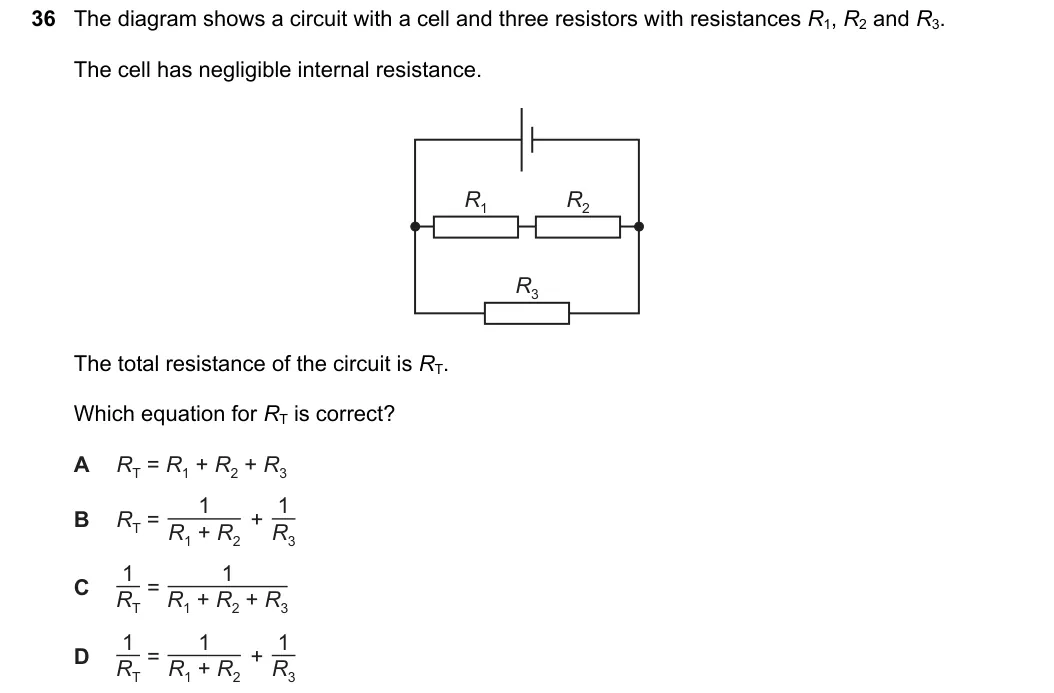 36 The diagram shows a circuit with a cell and three resistors with resistances R₁, R₂ and R₃.
The cell has negligible internal resistance.
R₁ R₂
R₃
The total resistance of the circuit is R_T.
Which equation for R_T is correct?
A R_T = R₁ + R₂ + R₃
B R_T = 1/(R₁ + R₂) + 1/R₃
C 1/R_T = 1/(R₁ + R₂ + R₃)
D 1/R_T = 1/(R₁ + R₂) + 1/R₃